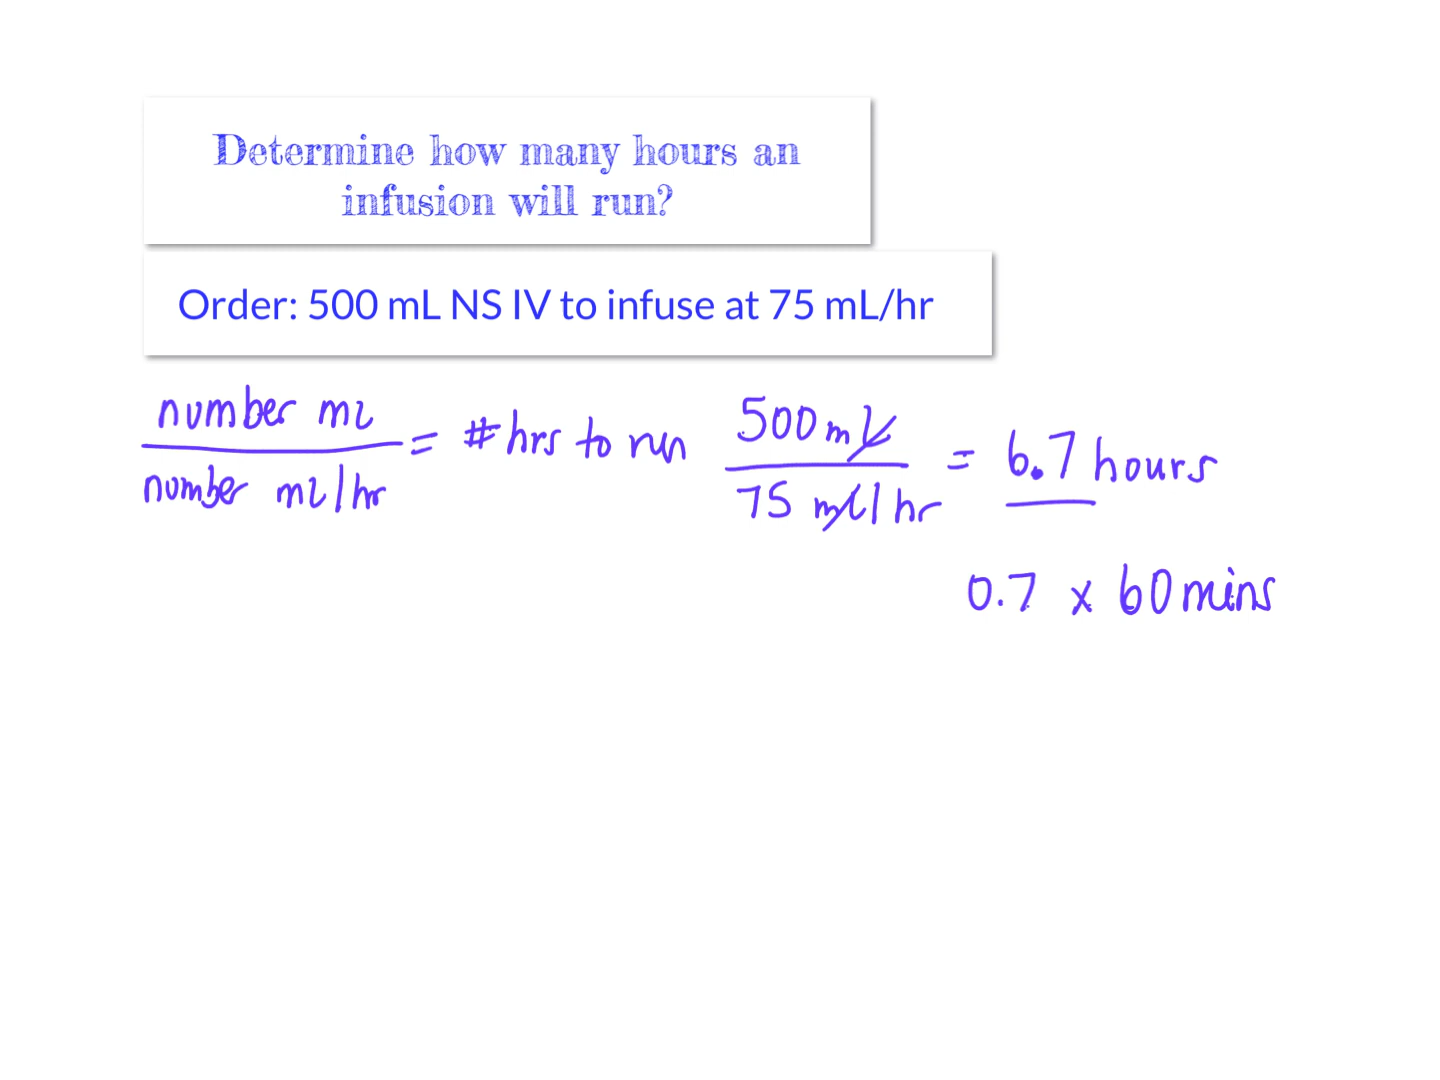 Determine how many hours an
infusion will run?
Order: 500 mL NS IV to infuse at 75 mL/hr
number mL
number mL/hr
= # hrs to run
500 mL
75 mL/hr
= 6.7 hours
0.7 x 60 mins